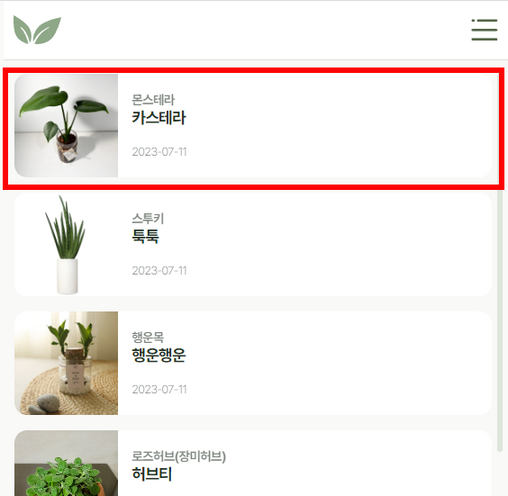 몬스테라
카스테라
2023-07-11
스투키
툭툭
2023-07-11
행운목
행운행운
2023-07-11
로즈허브(장미허브)
허브티